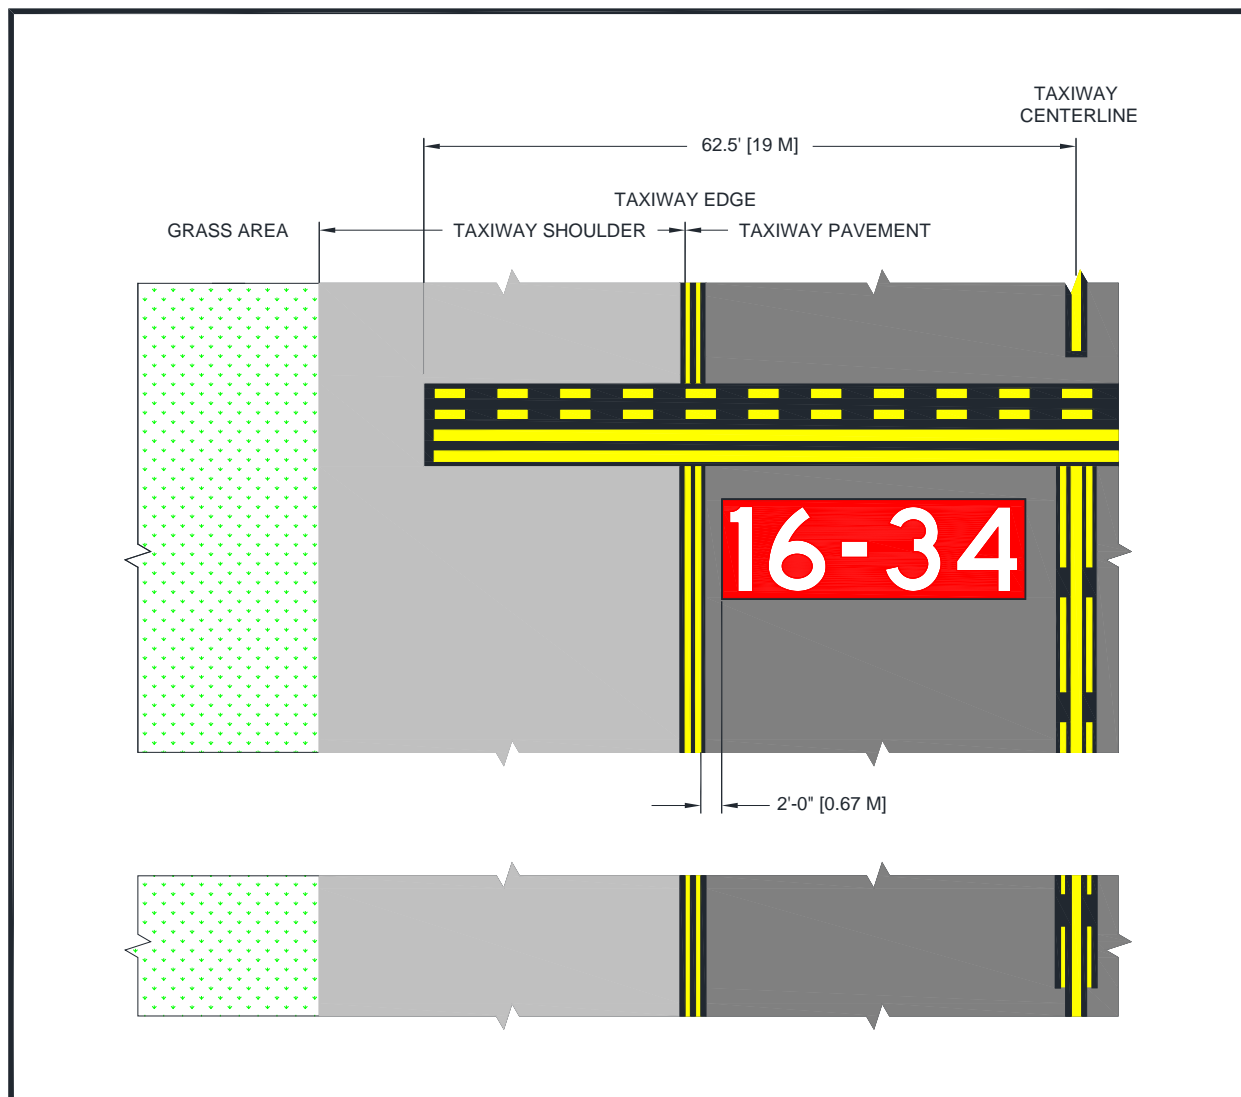 TAXIWAY
CENTERLINE
62.5' [19 M]
TAXIWAY EDGE
GRASS AREA
TAXIWAY SHOULDER
TAXIWAY PAVEMENT
16-34
2'-0" [0.67 M]